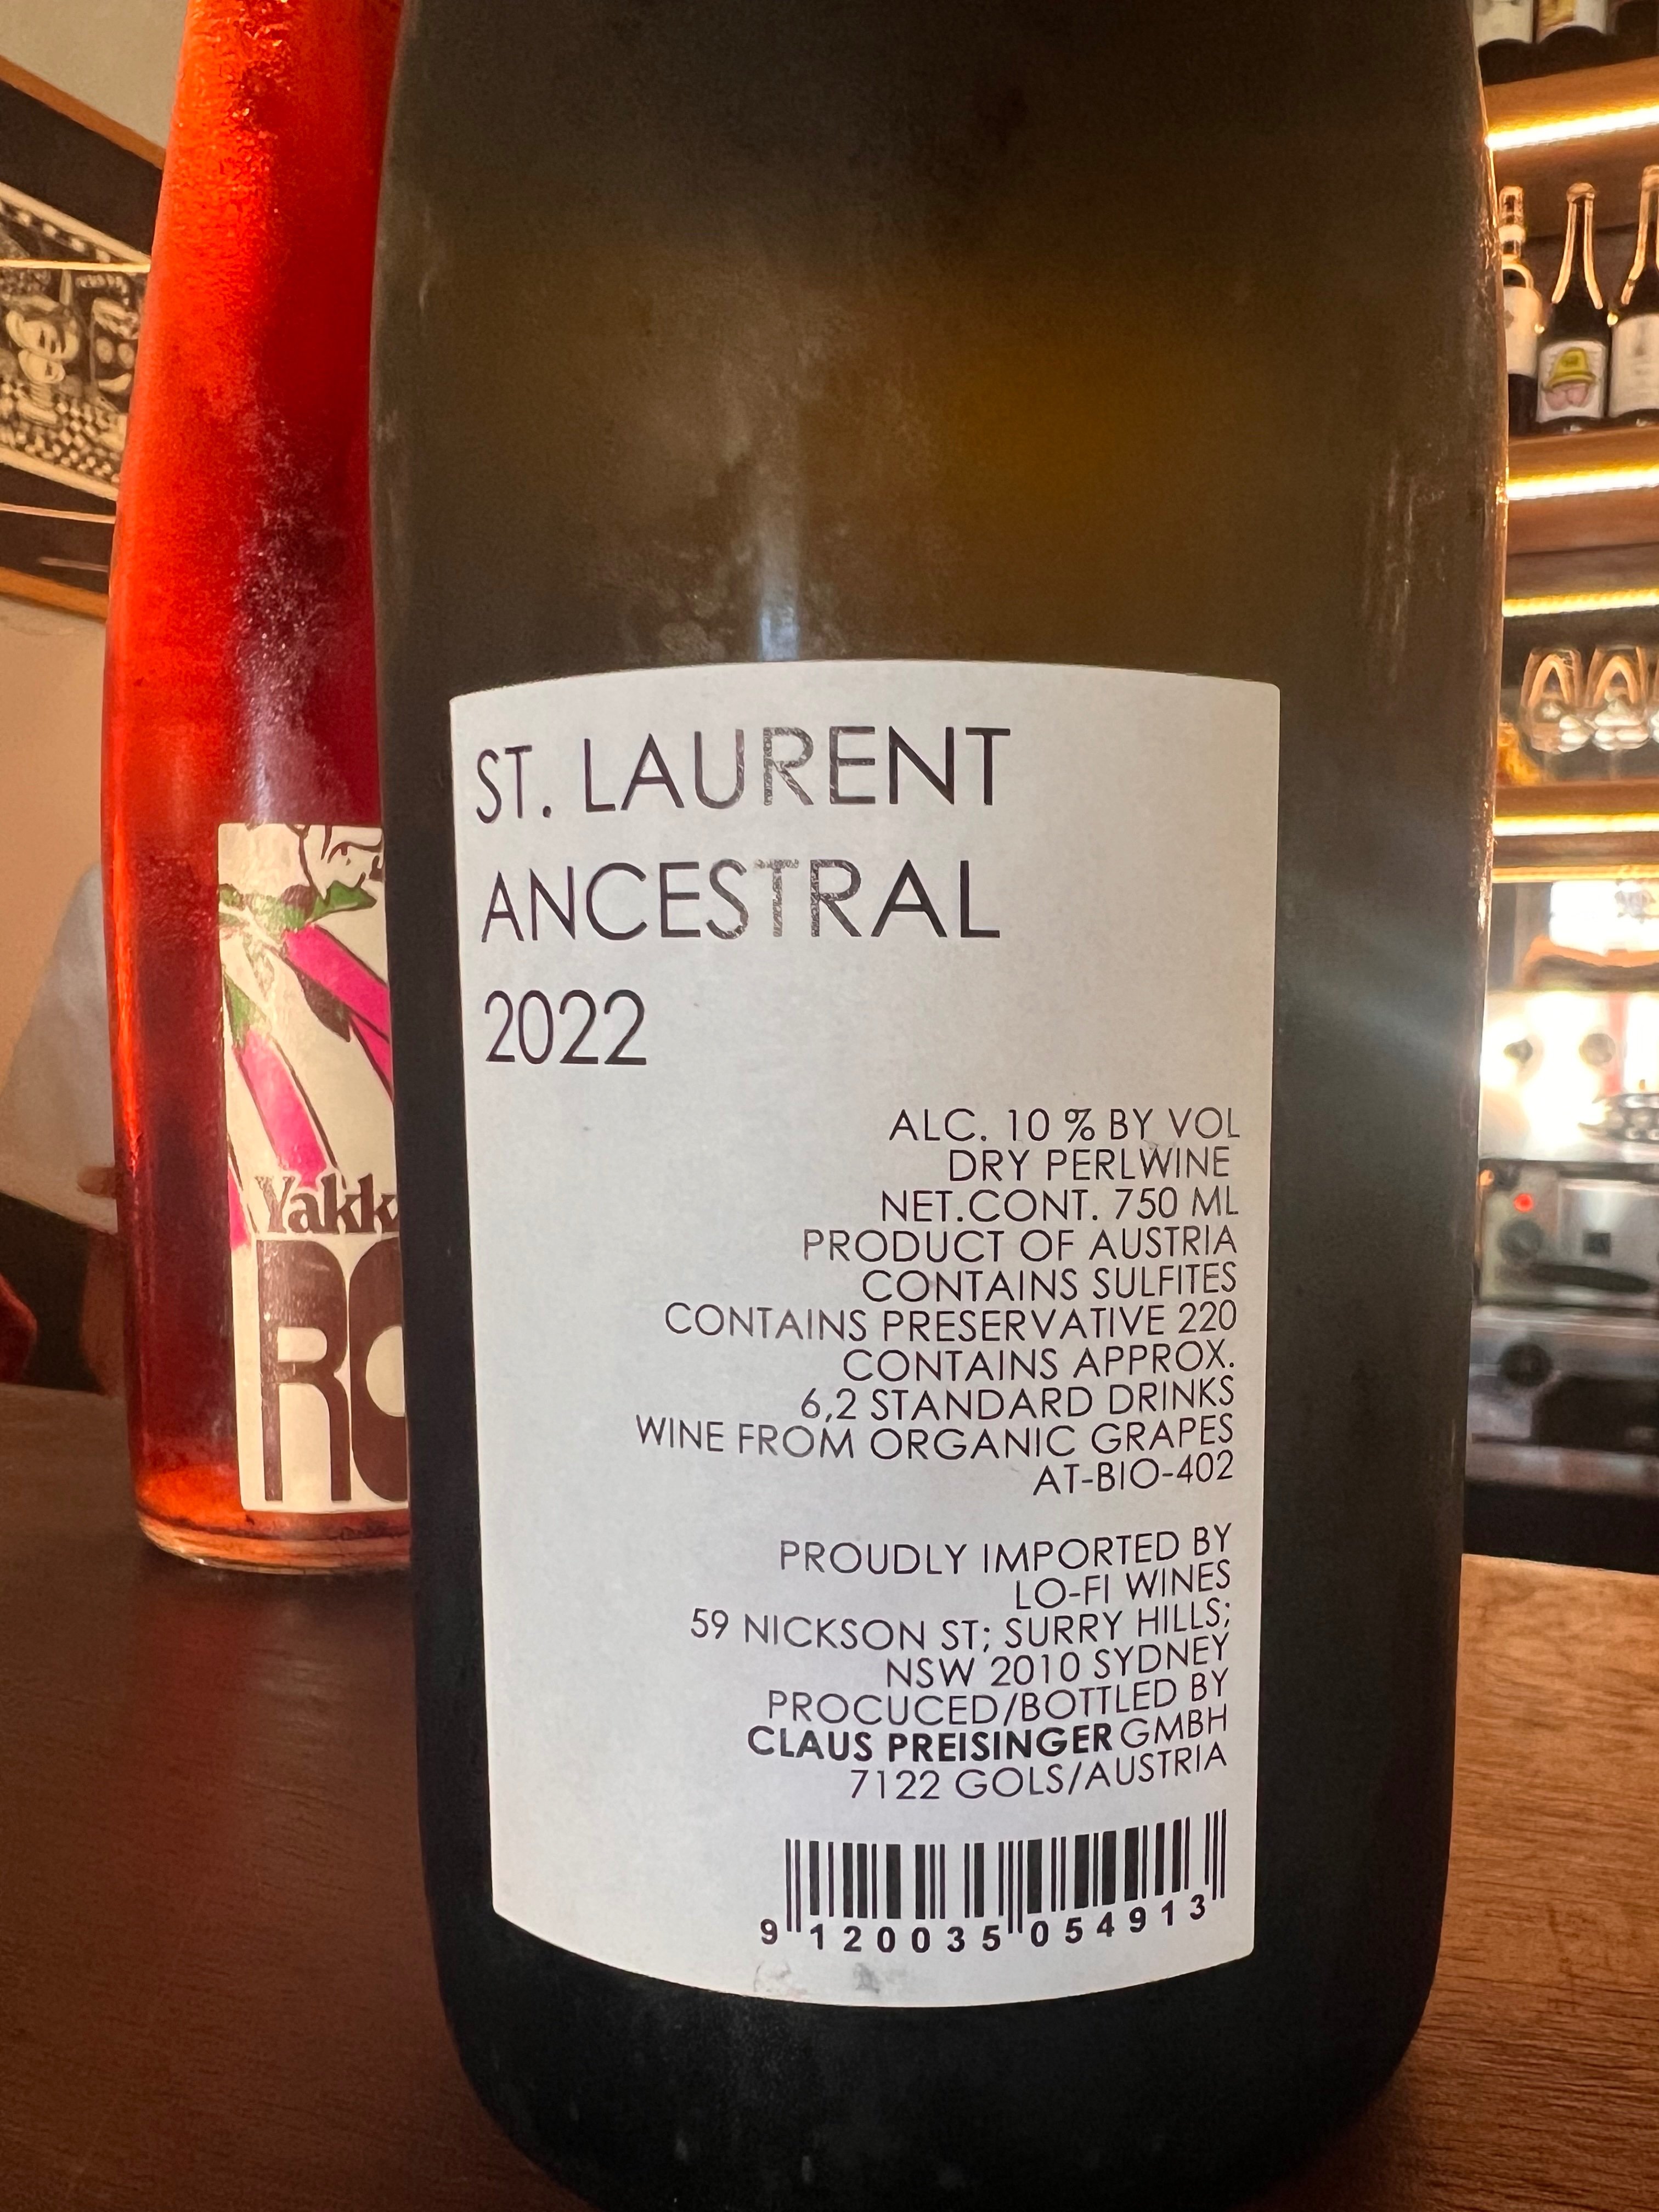 ST. LAURENT
ANCESTRAL
2022
ALC. 10 % BY VOL
DRY PERLWINE
NET.CONT. 750 ML
PRODUCT OF AUSTRIA
CONTAINS SULFITES
CONTAINS PRESERVATIVE 220
CONTAINS APPROX.
6,2 STANDARD DRINKS
WINE FROM ORGANIC GRAPES
AT-BIO-402
PROUDLY IMPORTED BY
LO-FI WINES
59 NICKSON ST; SURRY HILLS;
NSW 2010 SYDNEY
PROCUCED/BOTTLED BY
CLAUS PREISINGER GMBH
7122 GOLS/AUSTRIA
9 120035 054913
Yakk
RO